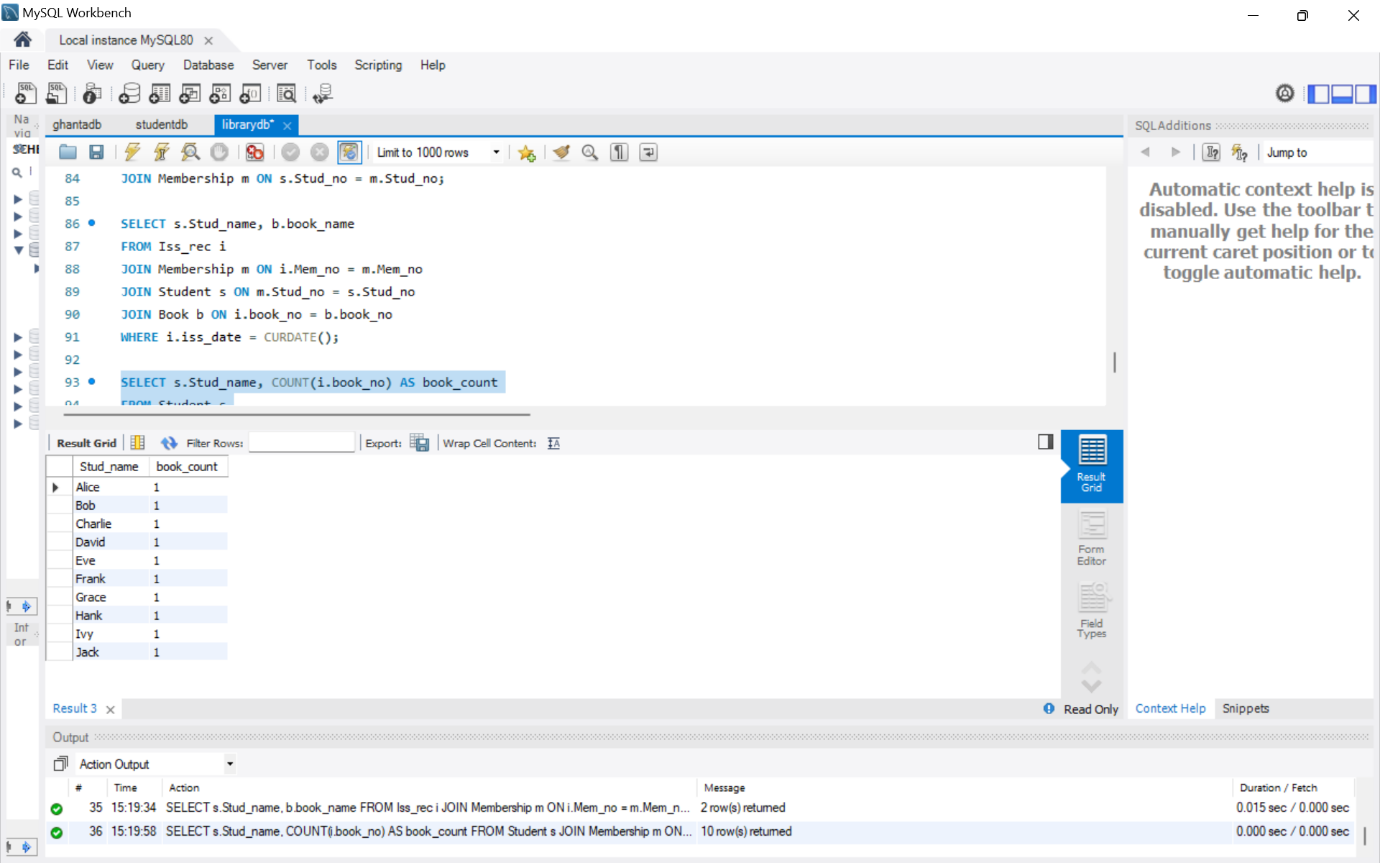 MySQL Workbench
Local instance MySQL80
File Edit View Query Database Server Tools Scripting Help
Na
vig
SCHE
ghantadb studentdb librarydb*
Limit to 1000 rows
84 JOIN Membership m ON s.Stud_no = m.Stud_no;
85
86 SELECT s.Stud_name, b.book_name
87 FROM Iss_rec i
88 JOIN Membership m ON i.Mem_no = m.Mem_no
89 JOIN Student s ON m.Stud_no = s.Stud_no
90 JOIN Book b ON i.book_no = b.book_no
91 WHERE i.iss_date = CURDATE();
92
93 SELECT s.Stud_name, COUNT(i.book_no) AS book_count
94 FROM Student s
Result Grid Filter Rows: Export: Wrap Cell Content:
Stud_name book_count
Alice 1
Bob 1
Charlie 1
David 1
Eve 1
Frank 1
Grace 1
Hank 1
Ivy 1
Jack 1
Result
Grid
Form
Editor
Field
Types
Result 3
Read Only
SQLAdditions
Jump to
Automatic context help is
disabled. Use the toolbar t
manually get help for the
current caret position or to
toggle automatic help.
Context Help Snippets
Int
or
Output
Action Output
# Time Action Message Duration / Fetch
35 15:19:34 SELECT s.Stud_name, b.book_name FROM Iss_rec i JOIN Membership m ON i.Mem_no = m.Mem_n... 2 row(s) returned 0.015 sec / 0.000 sec
36 15:19:58 SELECT s.Stud_name, COUNT(i.book_no) AS book_count FROM Student s JOIN Membership m ON... 10 row(s) returned 0.000 sec / 0.000 sec